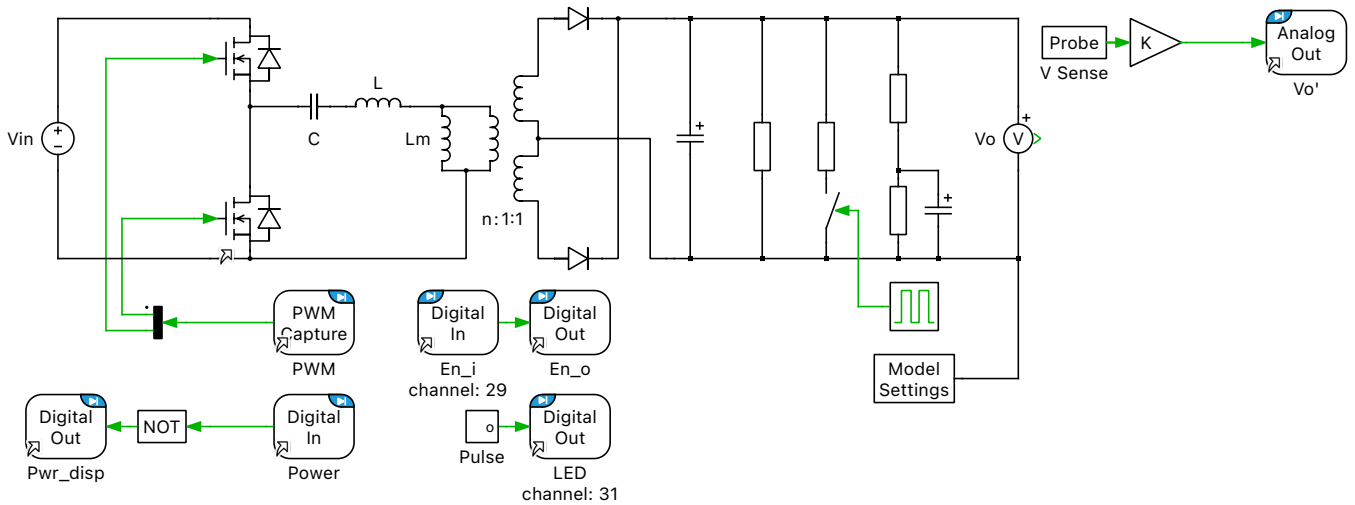 Probe
K
Analog
Out
V Sense
Vo'
L
Vin
C
Lm
Vo
V
n:1:1
PWM
Capture
Digital
In
Digital
Out
PWM
En_i
channel: 29
En_o
Model
Settings
Digital
Out
NOT
Digital
In
o
Digital
Out
Pwr_disp
Power
Pulse
LED
channel: 31